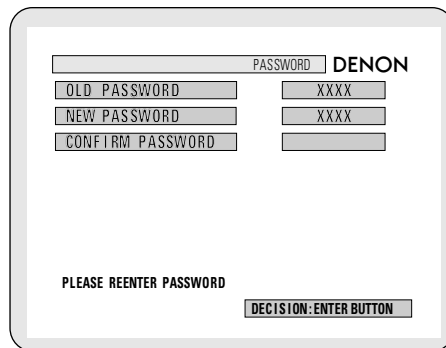 PASSWORD DENON
OLD PASSWORD XXXX
NEW PASSWORD XXXX
CONFIRM PASSWORD
PLEASE REENTER PASSWORD
DECISION:ENTER BUTTON